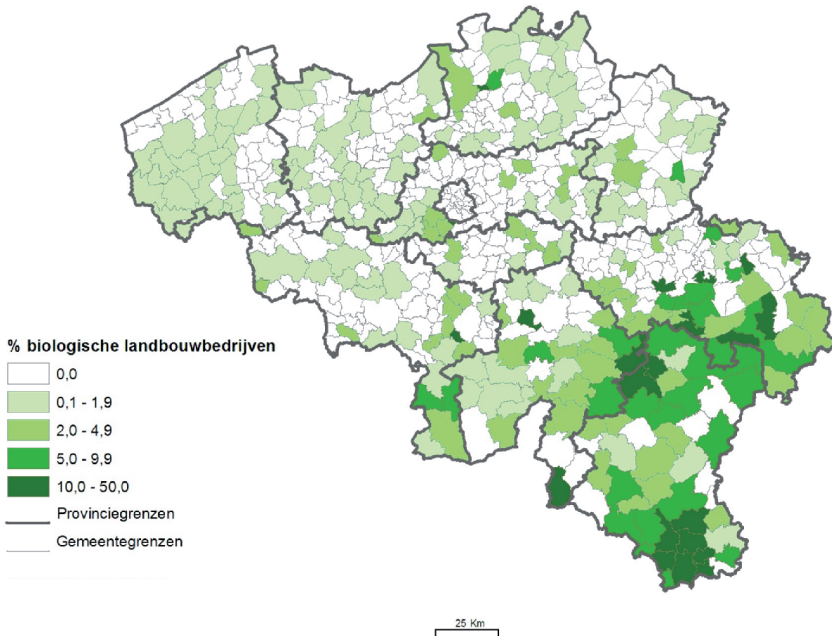 % biologische landbouwbedrijven
0,0
0,1 - 1,9
2,0 - 4,9
5,0 - 9,9
10,0 - 50,0
Provinciegrenzen
Gemeentegrenzen
25 Km